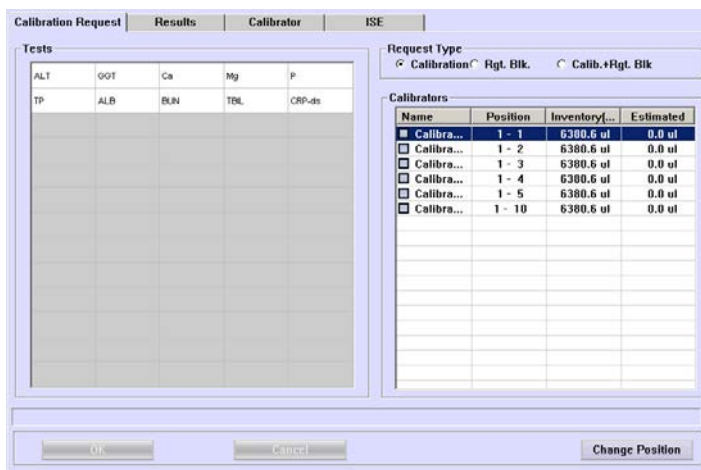 Calibration Request Results Calibrator ISE
Tests
ALT GGT Ca Mg P
TP ALB BUN TBIL CRP-ds
Request Type
Calibration Rgt. Blk. Calib.+Rgt. Blk
Calibrators
Name Position Inventory(... Estimated
Calibra... 1 - 1 6380.6 ul 0.0 ul
Calibra... 1 - 2 6380.6 ul 0.0 ul
Calibra... 1 - 3 6380.6 ul 0.0 ul
Calibra... 1 - 4 6380.6 ul 0.0 ul
Calibra... 1 - 5 6380.6 ul 0.0 ul
Calibra... 1 - 10 6380.6 ul 0.0 ul
OK Cancel Change Position